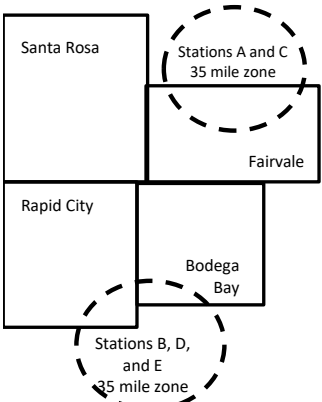 Santa Rosa
Stations A and C
35 mile zone
Fairvale
Rapid City
Bodega
Bay
Stations B, D,
and E
35 mile zone